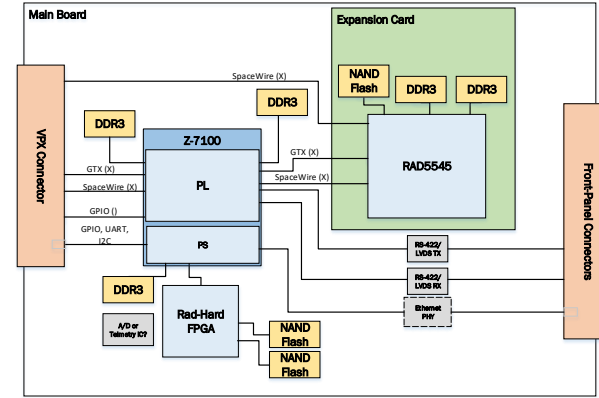 Main Board
Expansion Card
NAND
Flash
DDR3
DDR3
SpaceWire (X)
DDR3
DDR3
Z-7100
VPX Connector
PL
GTX (X)
SpaceWire (X)
GTX (X)
SpaceWire (X)
RAD5545
Front-Panel Connectors
GPIO ()
GPIO, UART,
I2C
PS
RS-422/
LVDS TX
RS-422/
LVDS RX
DDR3
Rad-Hard
FPGA
Ethernet
PHY
A/D or
Telmetry IC?
NAND
Flash
NAND
Flash